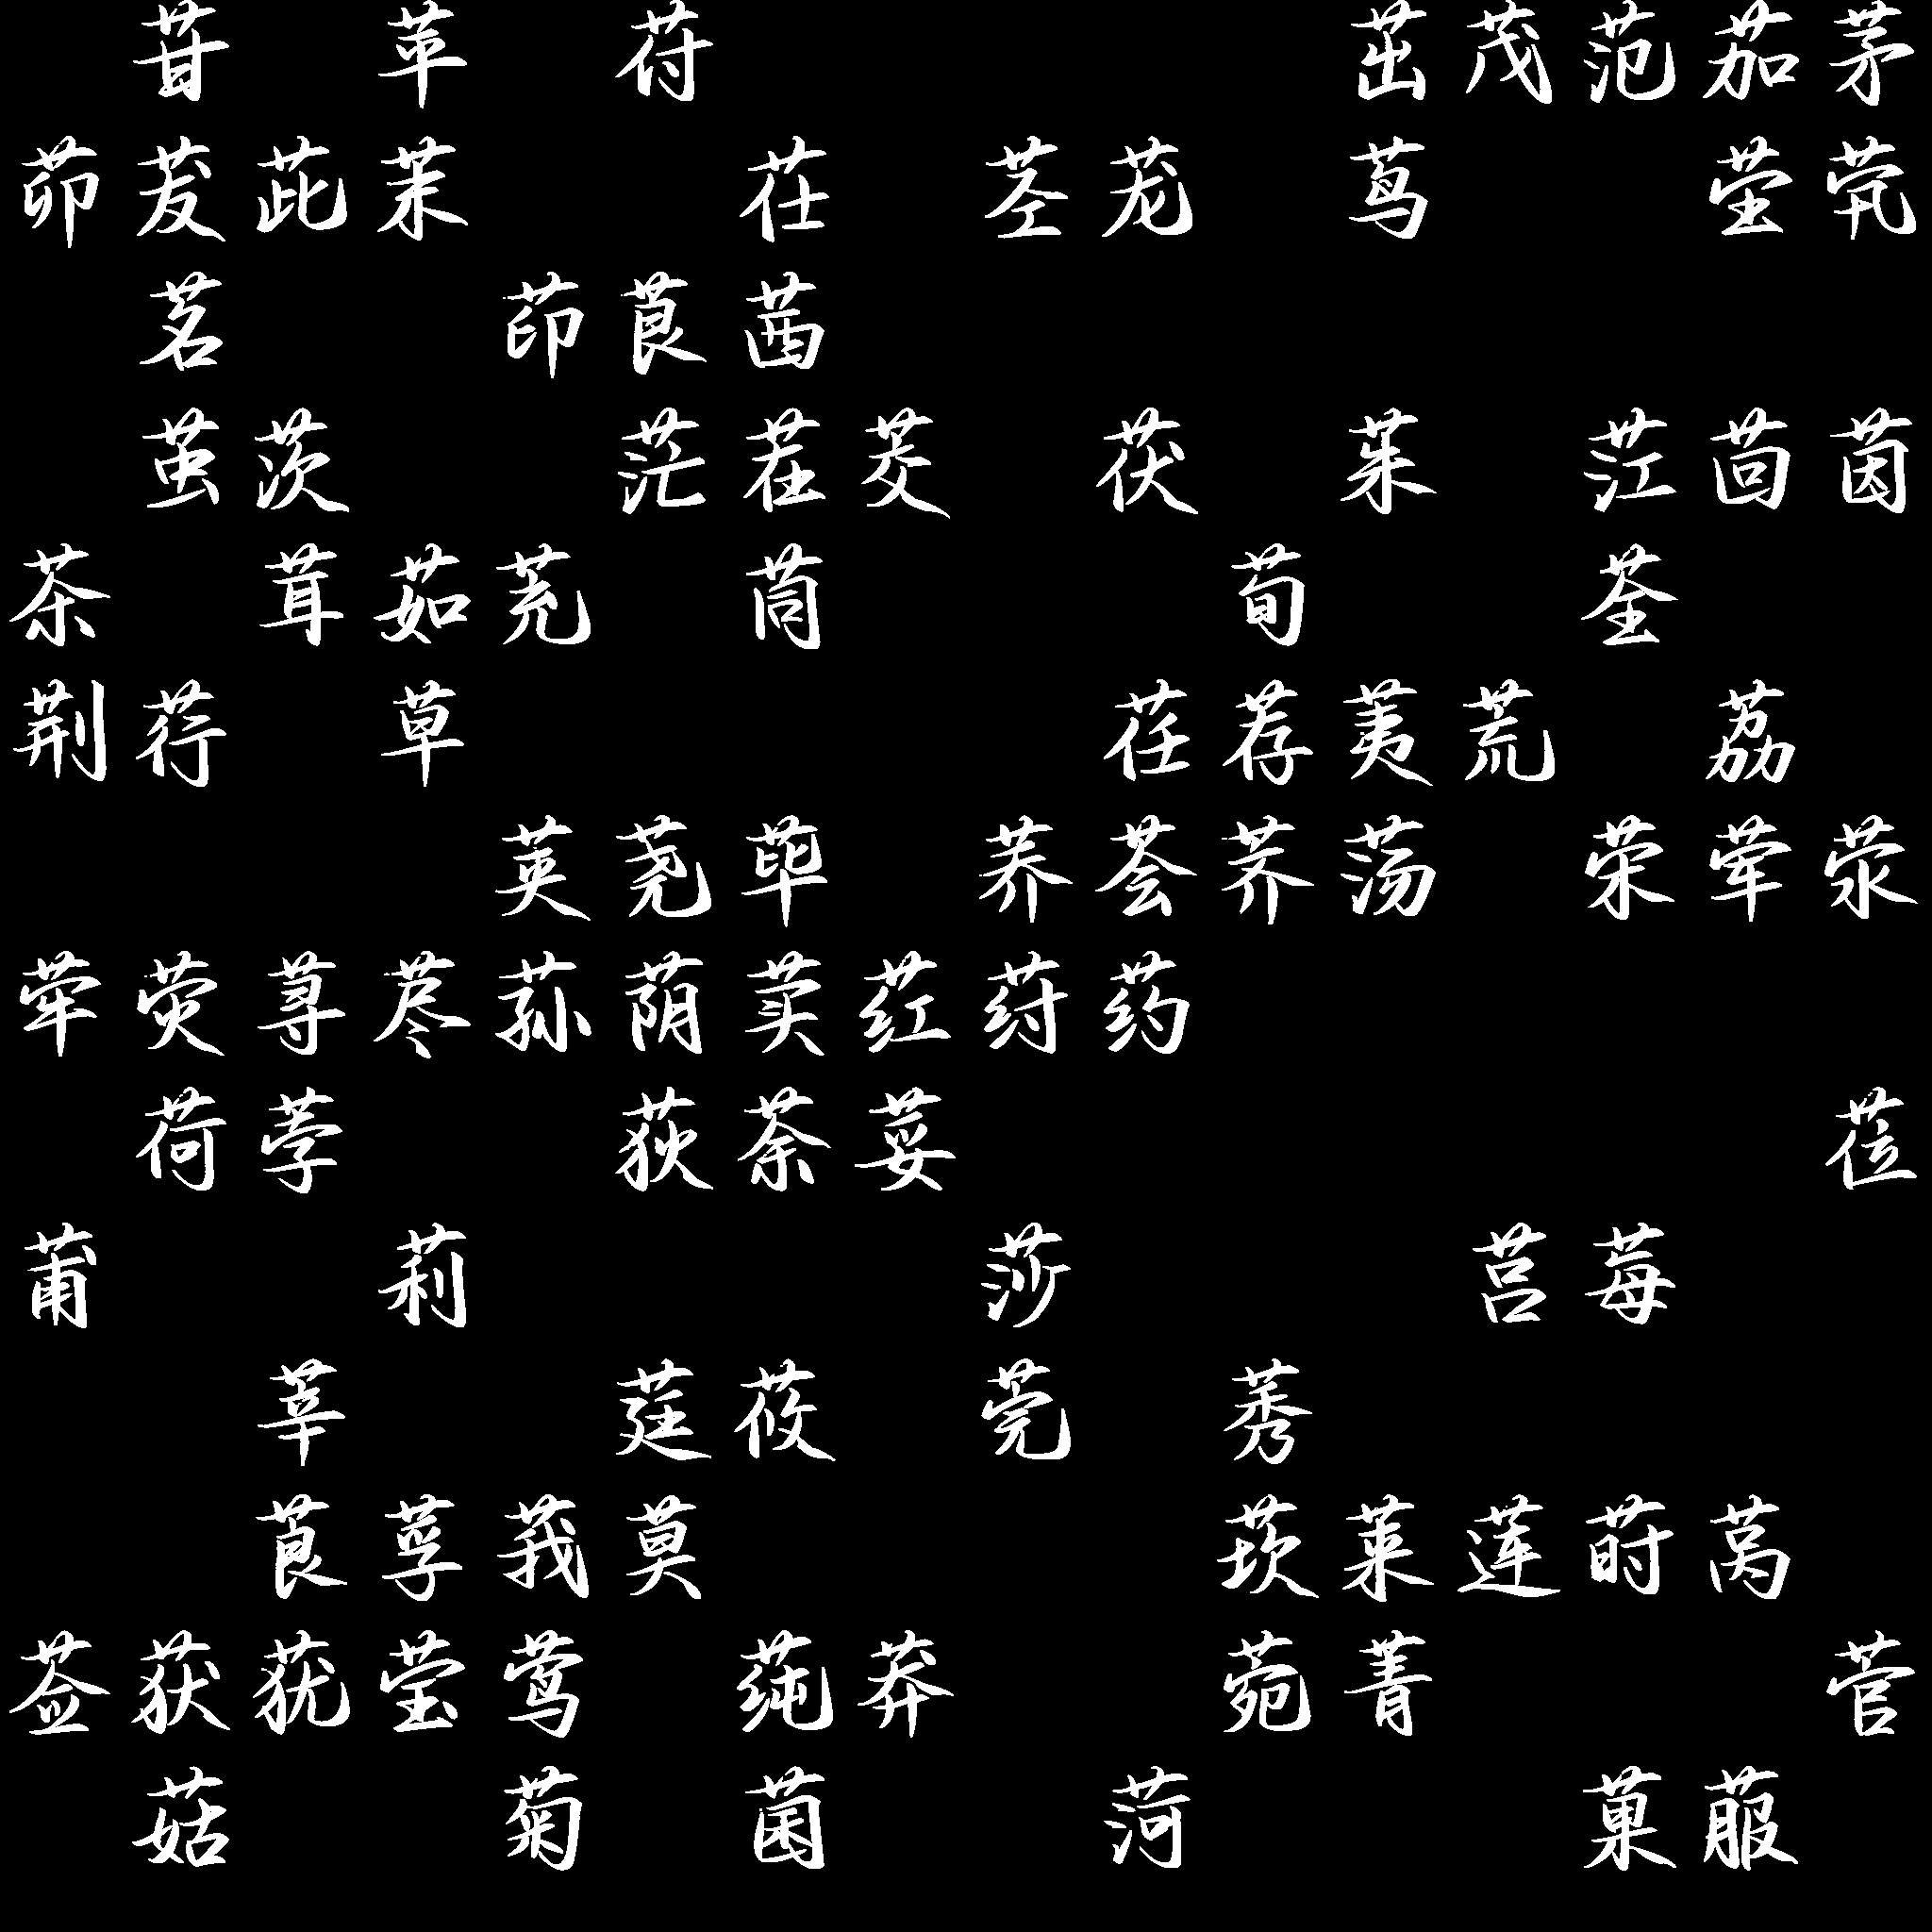 苷 苹 苻 茁 茂 范 茄 茅
茆 茇 茈 茉 茌 茎 茏 茑 茔 茕
茗 茚 茛 茜
茧 茨 茫 茬 茭 茯 茱 茳 茴 茵
茶 茸 茹 茺 茼 荀 荃
荆 荇 草 荏 荐 荑 荒 荔
荚 荛 荜 荞 荟 荠 荡 荣 荤 荥
荦 荧 荨 荩 荪 荫 荬 荭 荮 药
荷 荸 荻 荼 荽 莅
莆 莉 莎 莒 莓
莘 莛 莜 莞 莠
莨 莩 莪 莫 莰 莱 莲 莳 莴
莶 获 莸 莹 莺 莼 莽 菀 菁 菅
菇 菊 菌 菏 菓 菔